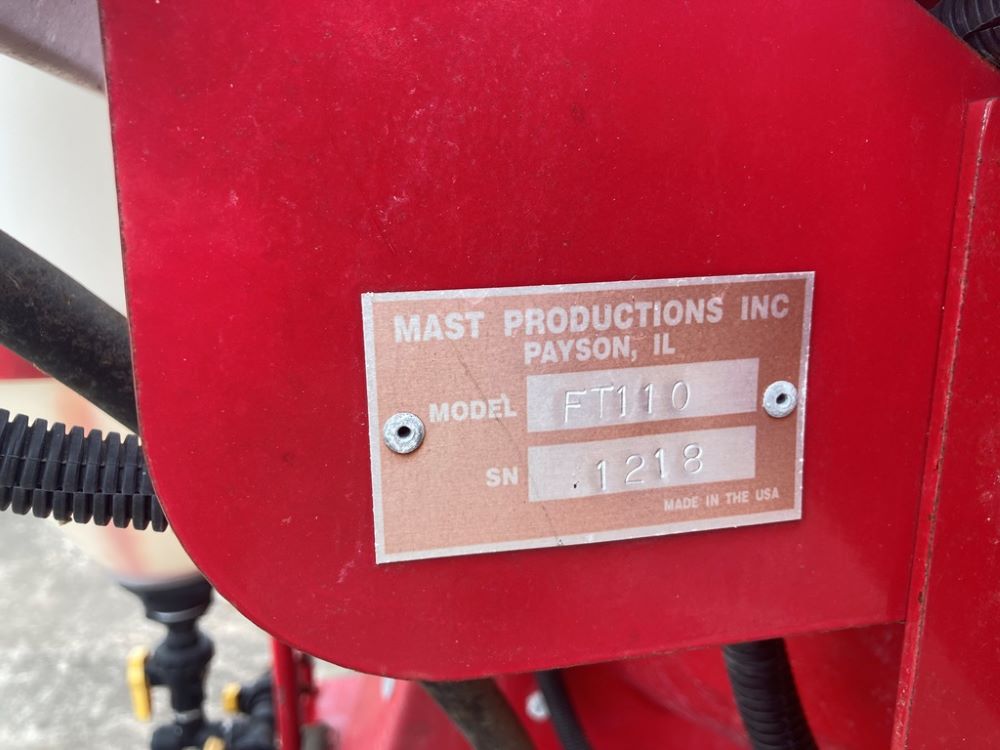 MAST PRODUCTIONS INC
PAYSON, IL
MODEL FT110
SN 1218
MADE IN THE USA